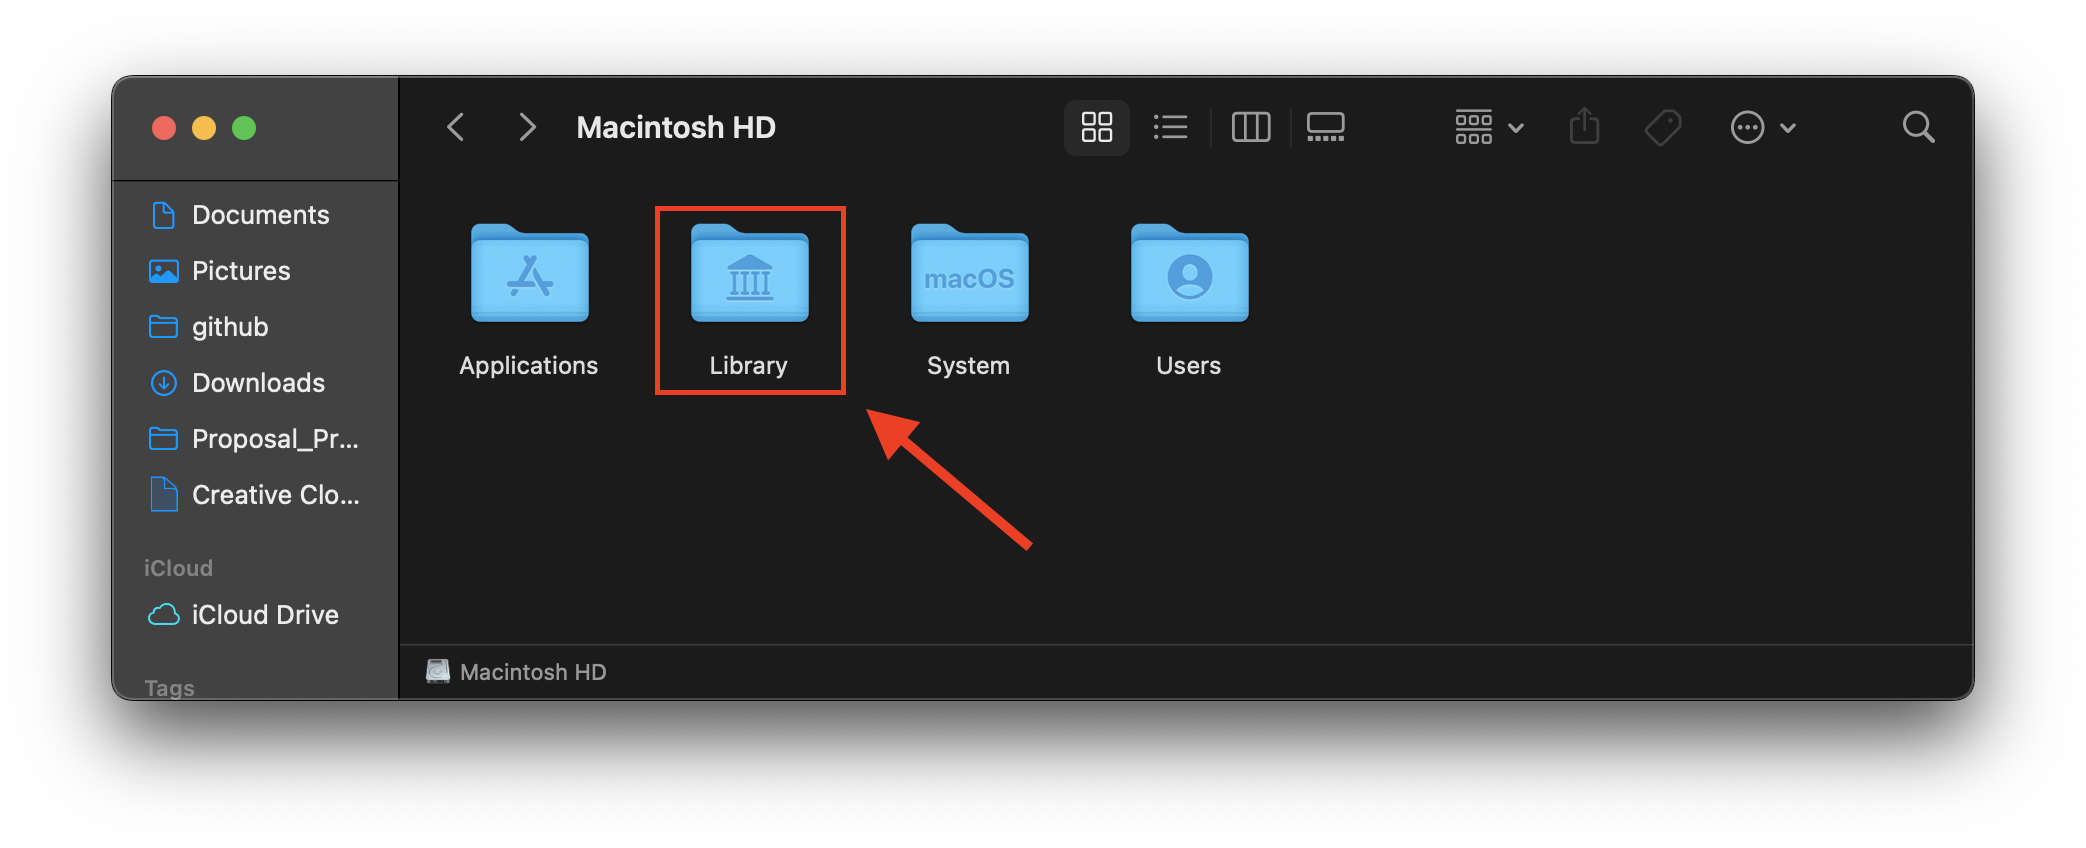 Macintosh HD
Documents
Pictures
github
Downloads
Proposal_Pr...
Creative Clo...
iCloud
iCloud Drive
Tags
Applications
Library
macOS
System
Users
Macintosh HD